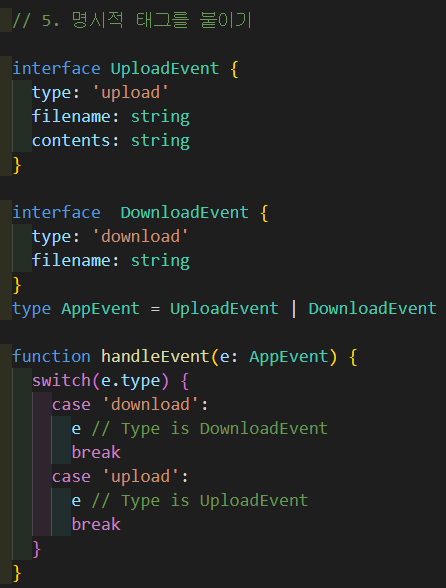 // 5. 명시적 태그를 붙이기
interface UploadEvent {
type: 'upload'
filename: string
contents: string
}
interface  DownloadEvent {
type: 'download'
filename: string
}
type AppEvent = UploadEvent | DownloadEvent
function handleEvent(e: AppEvent) {
switch(e.type) {
case 'download':
e // Type is DownloadEvent
break
case 'upload':
e // Type is UploadEvent
break
}
}